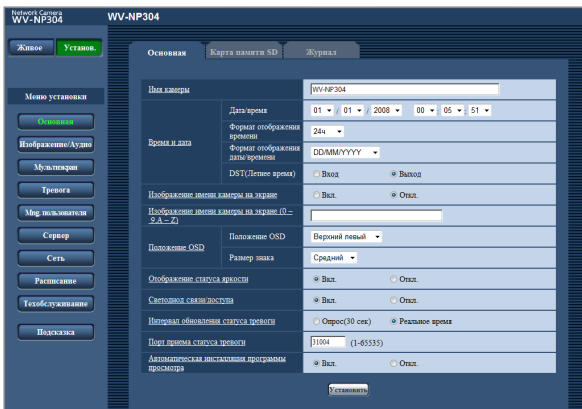 Network Camera
WV-NP304
WV-NP304
Живое Установ.
Основная Карта памяти SD Журнал
Меню установки
Основная
Изображение/Аудио
Мультиэкран
Тревога
Mng. пользователя
Сервер
Сеть
Расписание
Техобслуживание
Подсказка
Имя камеры WV-NP304
Время и дата
Дата/время 01 / 01 / 2008 00 : 05 : 51
Формат отображения
времени 24ч
Формат отображения
даты/времени DD/MM/YYYY
DST(Летнее время) Вход Выход
Изображение имени камеры на экране Вкл. Откл.
Изображение имени камеры на экране (0 –
9,A – Z)
Положение OSD
Положение OSD Верхний левый
Размер знака Средний
Отображение статуса яркости Вкл. Откл.
Светодиод связи/доступа Вкл. Откл.
Интервал обновления статуса тревоги Опрос(30 сек) Реальное время
Порт приема статуса тревоги 31004 (1-65535)
Автоматическая инсталляция программы
просмотра Вкл. Откл.
Установить